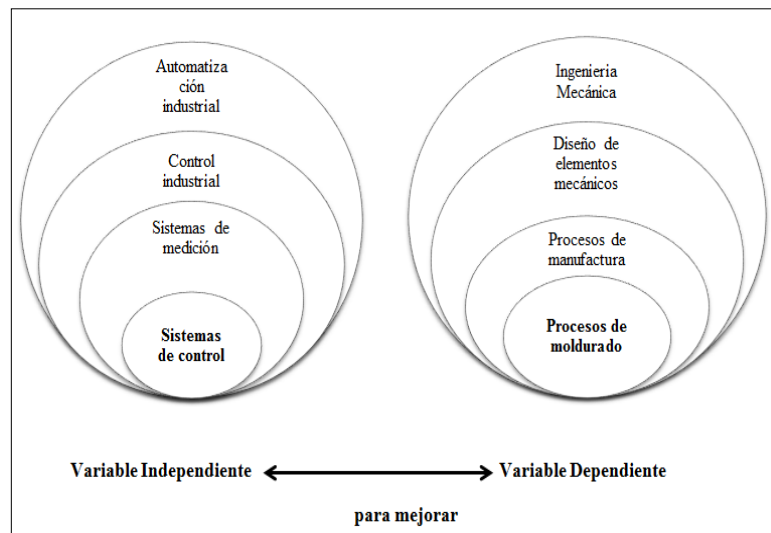 Automatiza
ción
industrial
Control
industrial
Sistemas de
medición
Sistemas
de control
Ingenieria
Mecánica
Diseño de
elementos
mecánicos
Procesos de
manufactura
Procesos de
moldurado
Variable Independiente
Variable Dependiente
para mejorar